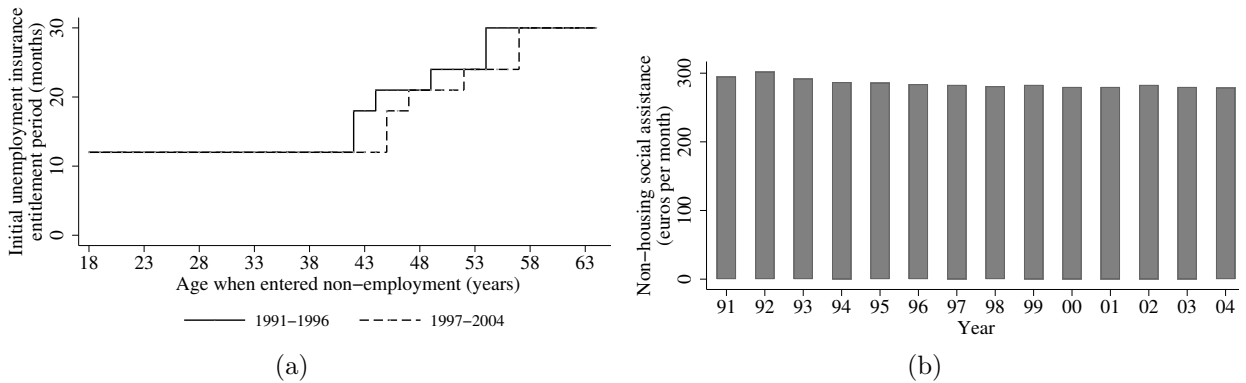 Initial unemployment insurance
entitlement period (months)
30
20
10
0
18 23 28 33 38 43 48 53 58 63
Age when entered non−employment (years)
1991−1996 1997−2004
(a)
Non−housing social assistance
(euros per month)
300
200
100
0
91 92 93 94 95 96 97 98 99 00 01 02 03 04
Year
(b)